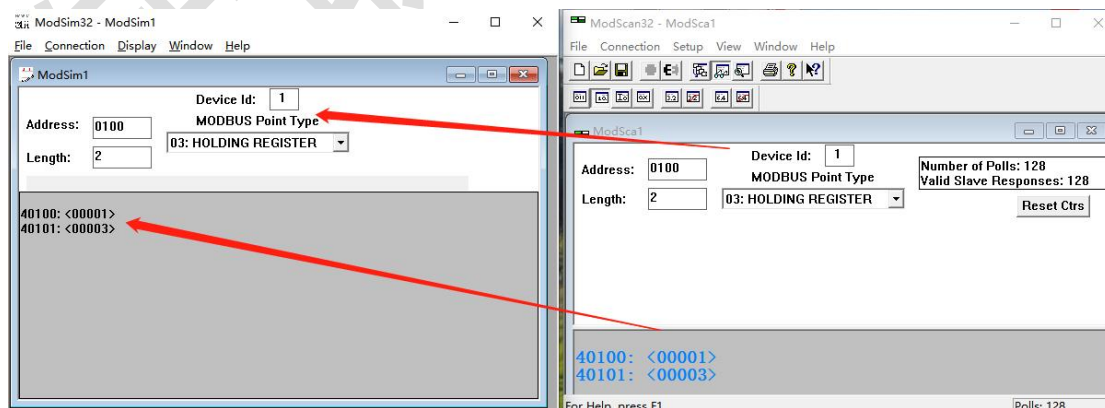 ModSim32 - ModSim1
File Connection Display Window Help
ModSim1
Device Id: 1
Address: 0100
MODBUS Point Type
03: HOLDING REGISTER
Length: 2
40100: <00001>
40101: <00003>
ModScan32 - ModSca1
File Connection Setup View Window Help
ModSca1
Device Id: 1
Address: 0100
MODBUS Point Type
Length: 2
03: HOLDING REGISTER
Number of Polls: 128
Valid Slave Responses: 128
Reset Ctrs
40100: <00001>
40101: <00003>
For Help, press F1
Polls: 128